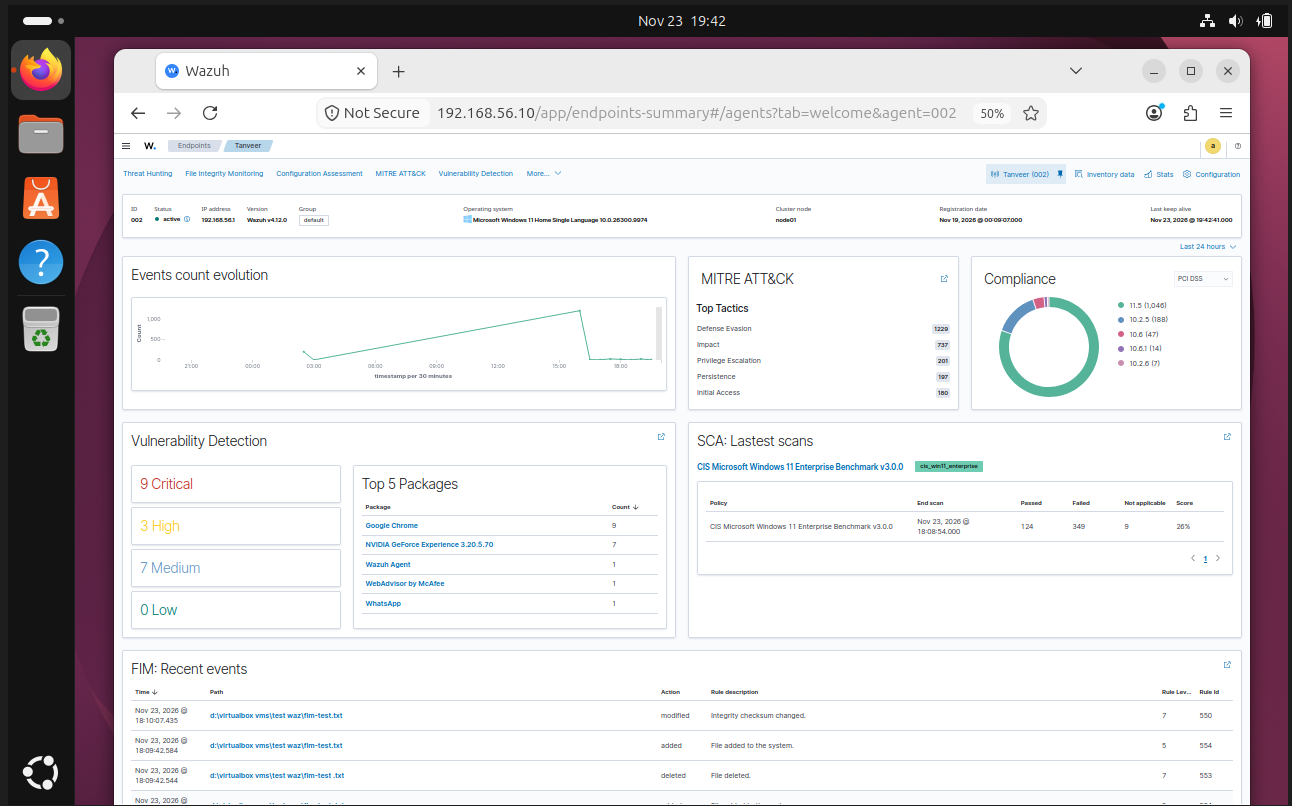 Nov 23 19:42
Wazuh
Not Secure 192.168.56.10/app/endpoints-summary#/agents?tab=welcome&agent=002 50%
W. Endpoints Tanveer a
Threat Hunting File Integrity Monitoring Configuration Assessment MITRE ATT&CK Vulnerability Detection More... Tanveer (002) Inventory data Stats Configuration
ID Status IP address Version Group Operating system Cluster node Registration date Last keep alive
002 active 192.168.56.1 Wazuh v4.12.0 default Microsoft Windows 11 Home Single Language 10.0.26300.9974 node01 Nov 19, 2026 @ 00:09:07.000 Nov 23, 2026 @ 19:42:41.000
Last 24 hours
Events count evolution
Count
1,000
500
0
21:00 00:00 03:00 06:00 09:00 12:00 15:00 18:00
timestamp per 30 minutes
MITRE ATT&CK
Top Tactics
Defense Evasion 1229
Impact 737
Privilege Escalation 201
Persistence 197
Initial Access 180
Compliance PCI DSS
11.5 (1,046)
10.2.5 (188)
10.6 (47)
10.6.1 (14)
10.2.6 (7)
Vulnerability Detection
9 Critical
3 High
7 Medium
0 Low
Top 5 Packages
Package Count
Google Chrome 9
NVIDIA GeForce Experience 3.20.5.70 7
Wazuh Agent 1
WebAdvisor by McAfee 1
WhatsApp 1
SCA: Lastest scans
CIS Microsoft Windows 11 Enterprise Benchmark v3.0.0 cis_win11_enterprise
Policy End scan Passed Failed Not applicable Score
CIS Microsoft Windows 11 Enterprise Benchmark v3.0.0 Nov 23, 2026 @ 18:08:54.000 124 349 9 26%
1
FIM: Recent events
Time Path Action Rule description Rule Lev... Rule Id
Nov 23, 2026 @ 18:10:07.435 d:\virtualbox vms\test waz\fim-test.txt modified Integrity checksum changed. 7 550
Nov 23, 2026 @ 18:09:42.584 d:\virtualbox vms\test waz\fim-test.txt added File added to the system. 5 554
Nov 23, 2026 @ 18:09:42.544 d:\virtualbox vms\test waz\fim-test .txt deleted File deleted. 7 553
Nov 23, 2026 @